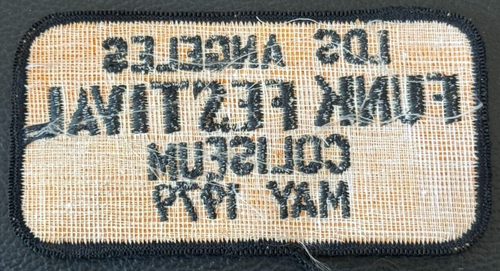 LOS ANGELES
FUNK FESTIVAL
COLISEUM
MAY 1979